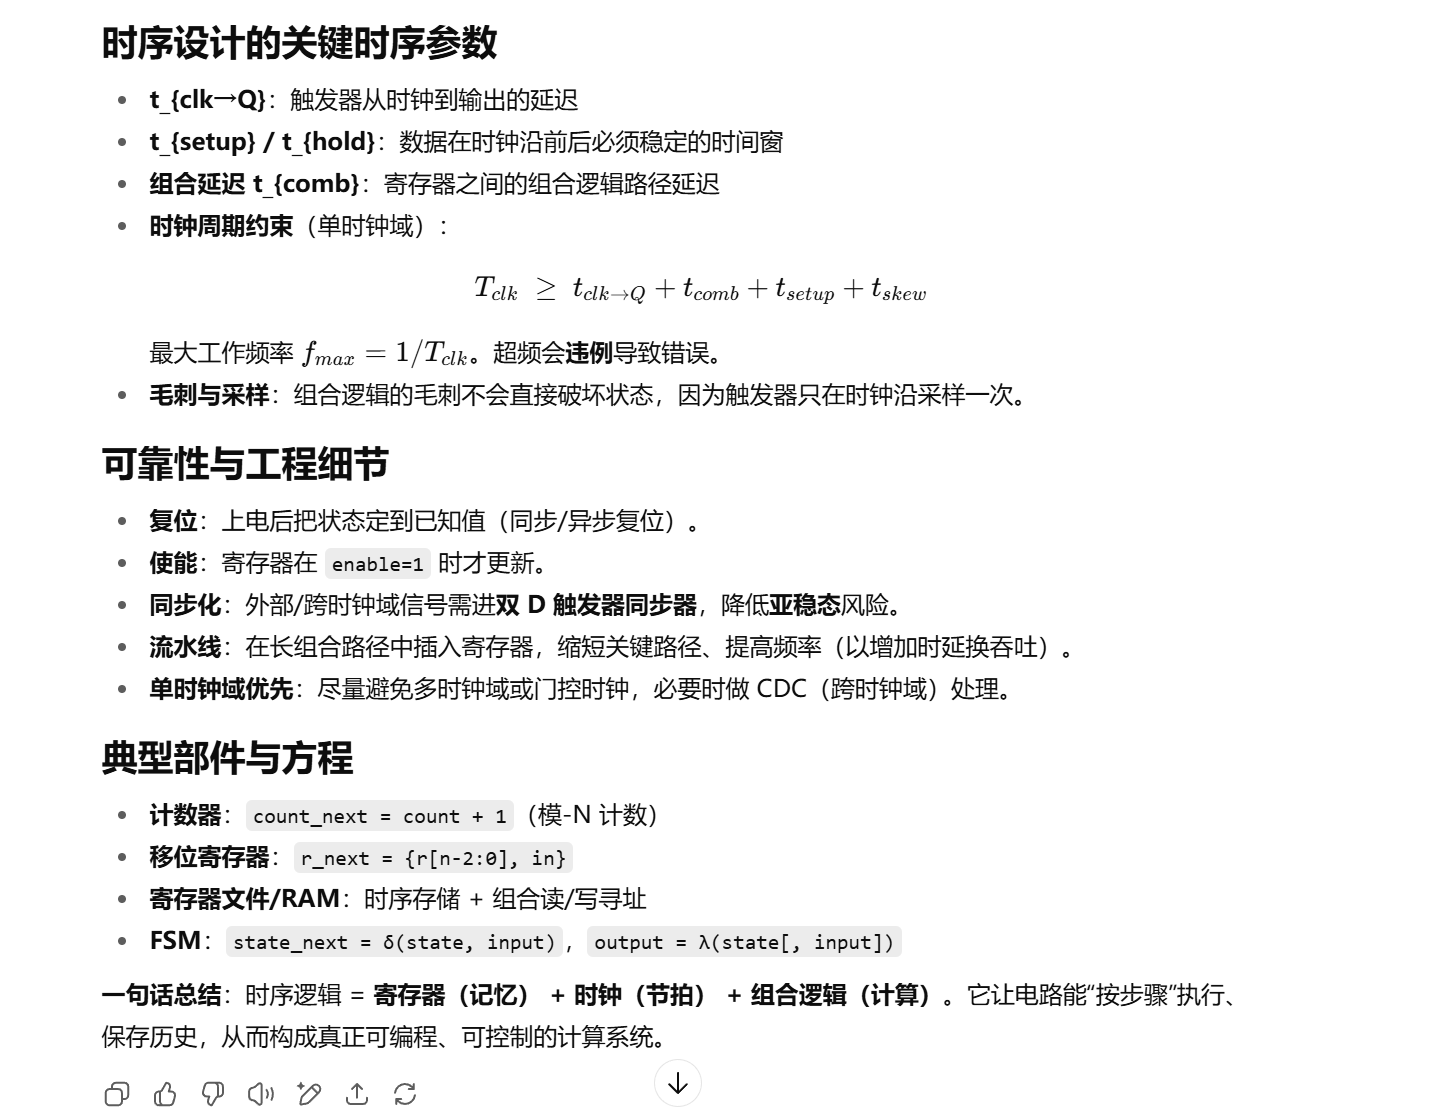 时序设计的关键时序参数
t_{clk→Q}：触发器从时钟到输出的延迟
t_{setup} / t_{hold}：数据在时钟沿前后必须稳定的时间窗
组合延迟 t_{comb}：寄存器之间的组合逻辑路径延迟
时钟周期约束（单时钟域）：
T_{clk} ≥ t_{clk→Q} + t_{comb} + t_{setup} + t_{skew}
最大工作频率 f_{max} = 1/T_{clk}。超频会违例导致错误。
毛刺与采样：组合逻辑的毛刺不会直接破坏状态，因为触发器只在时钟沿采样一次。
可靠性与工程细节
复位：上电后把状态定到已知值（同步/异步复位）。
使能：寄存器在 enable=1 时才更新。
同步化：外部/跨时钟域信号需进双 D 触发器同步器，降低亚稳态风险。
流水线：在长组合路径中插入寄存器，缩短关键路径、提高频率（以增加时延换吞吐）。
单时钟域优先：尽量避免多时钟域或门控时钟，必要时做 CDC（跨时钟域）处理。
典型部件与方程
计数器：count_next = count + 1（模-N 计数）
移位寄存器：r_next = {r[n-2:0], in}
寄存器文件/RAM：时序存储 + 组合读/写寻址
FSM：state_next = δ(state, input)，output = λ(state[, input])
一句话总结：时序逻辑 = 寄存器（记忆） + 时钟（节拍） + 组合逻辑（计算）。它让电路能“按步骤”执行、
保存历史，从而构成真正可编程、可控制的计算系统。